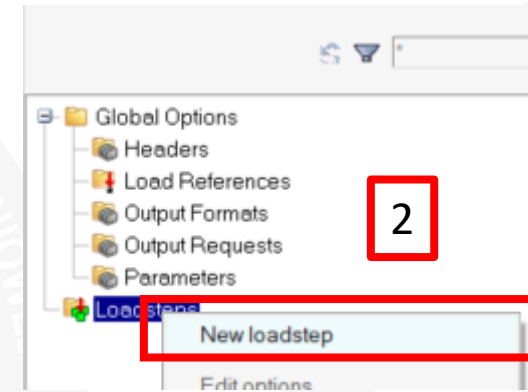 *
Global Options
Headers
Load References
Output Formats
2
Output Requests
Parameters
Loadsteps
New loadstep
Edit options